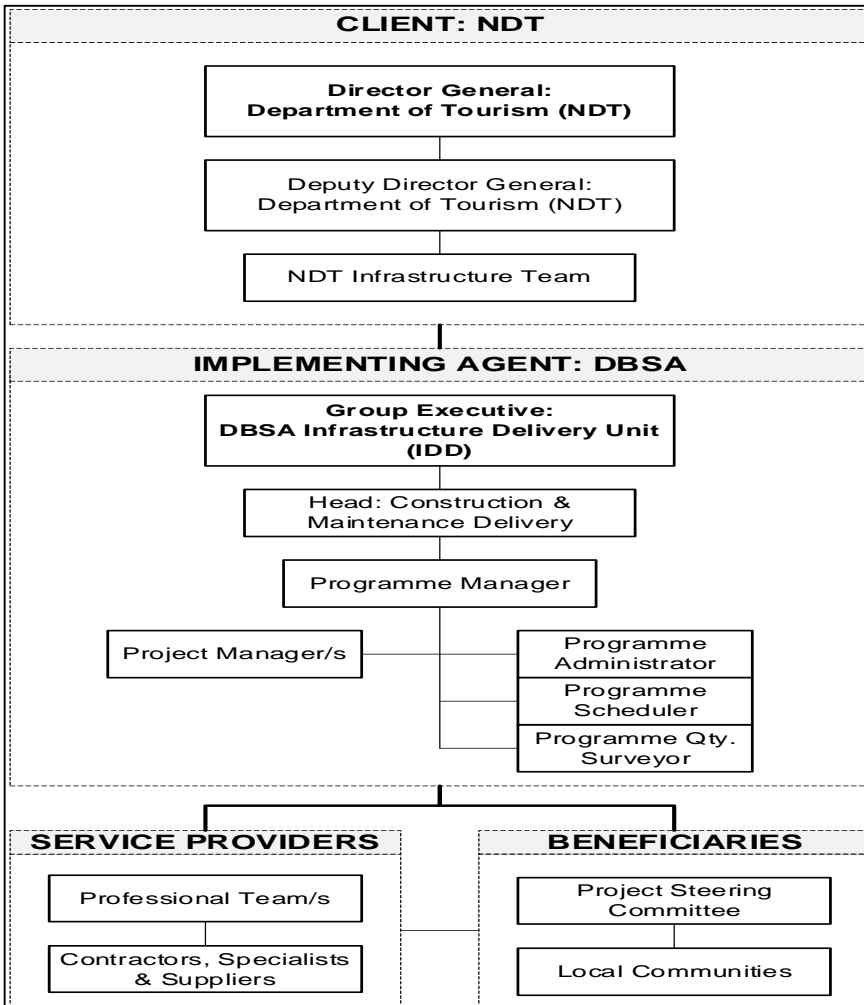 CLIENT: NDT
Director General:
Department of Tourism (NDT)
Deputy Director General:
Department of Tourism (NDT)
NDT Infrastructure Team
IMPLEMENTING AGENT: DBSA
Group Executive:
DBSA Infrastructure Delivery Unit
(IDD)
Head: Construction &
Maintenance Delivery
Programme Manager
Project Manager/s
Programme
Administrator
Programme
Scheduler
Programme Qty.
Surveyor
SERVICE PROVIDERS
Professional Team/s
Contractors, Specialists
& Suppliers
BENEFICIARIES
Project Steering
Committee
Local Communities